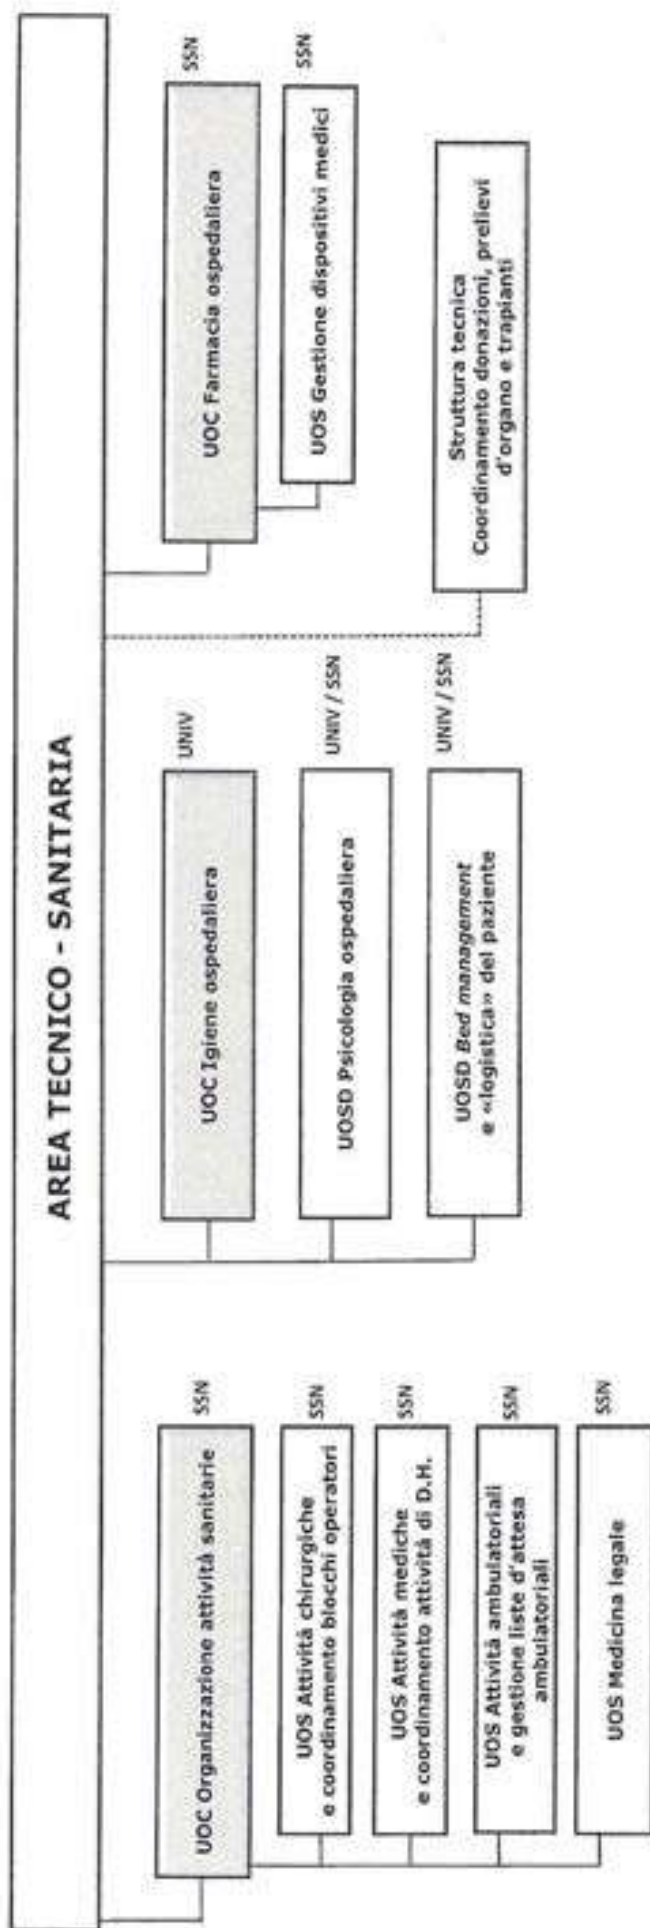 AREA TECNICO - SANITARIA
UOC Organizzazione attività sanitarie
SSN
UOS Attività chirurgiche
e coordinamento blocchi operatori
SSN
UOS Attività mediche
e coordinamento attività di D.H.
SSN
UOS Attività ambulatoriali
e gestione liste d'attesa
ambulatoriali
SSN
UOS Medicina legale
SSN
UOC Igiene ospedaliera
UNIV
UOSD Psicologia ospedaliera
UNIV / SSN
UOSD Bed management
e «logistica» del paziente
UNIV / SSN
UOC Farmacia ospedaliera
SSN
UOS Gestione dispositivi medici
SSN
Struttura tecnica
Coordinamento donazioni, prelievi
d'organo e trapianti